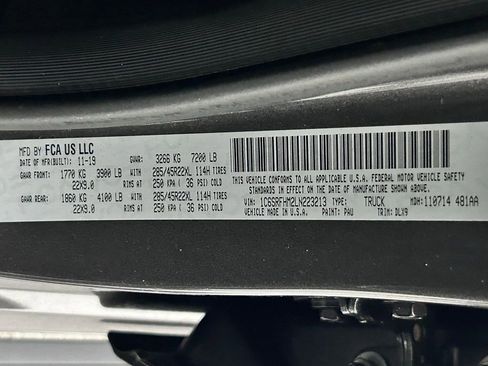 MFD BY FCA US LLC
DATE OF MFR(BUILT): 11-19 GVWR: 3266 KG 7200 LB
GAWR FRONT: 1770 KG 3900 LB WITH 285/45R22XL 114H TIRES
22X9.0 RIMS AT 250 KPA ( 36 PSI) COLD
GAWR REAR: 1860 KG 4100 LB WITH 285/45R22XL 114H TIRES
22X9.0 RIMS AT 250 KPA ( 36 PSI) COLD
THIS VEHICLE CONFORMS TO ALL APPLICABLE U.S.A. FEDERAL MOTOR VEHICLE SAFETY
STANDARDS IN EFFECT ON THE DATE OF MANUFACTURE SHOWN ABOVE.
VIN: 1C6SRFHM2LN223213 TYPE: TRUCK MDH:110714 481AA
VEHICLE MADE IN U.S.A. PAINT: PAU TRIM: DLX9